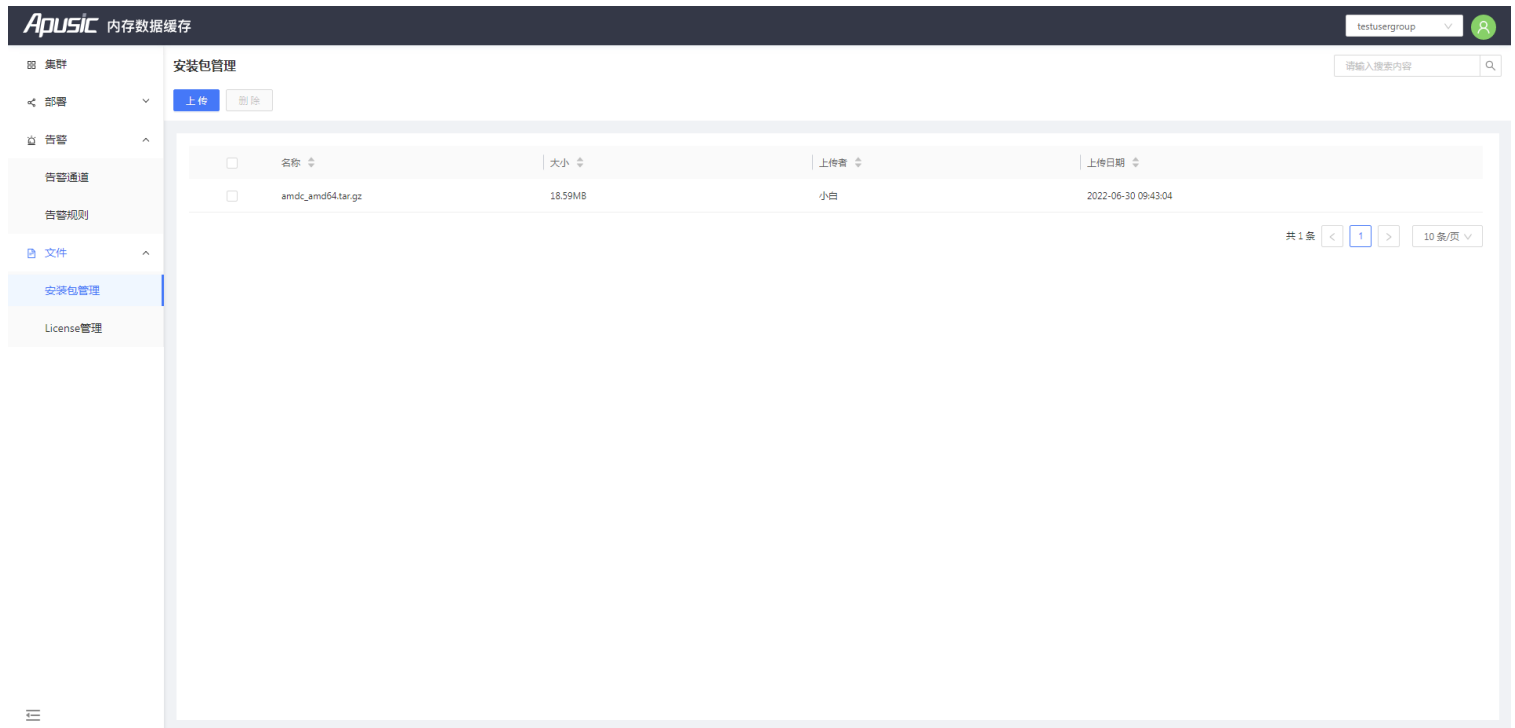 Apusic 内存数据缓存
testusergroup
集群
安装包管理
请输入搜索内容
部署
上传 删除
告警
名称 大小 上传者 上传日期
告警通道
amdc_amd64.tar.gz 18.59MB 小白 2022-06-30 09:43:04
告警规则
共 1 条 < 1 > 10 条/页
文件
安装包管理
License管理